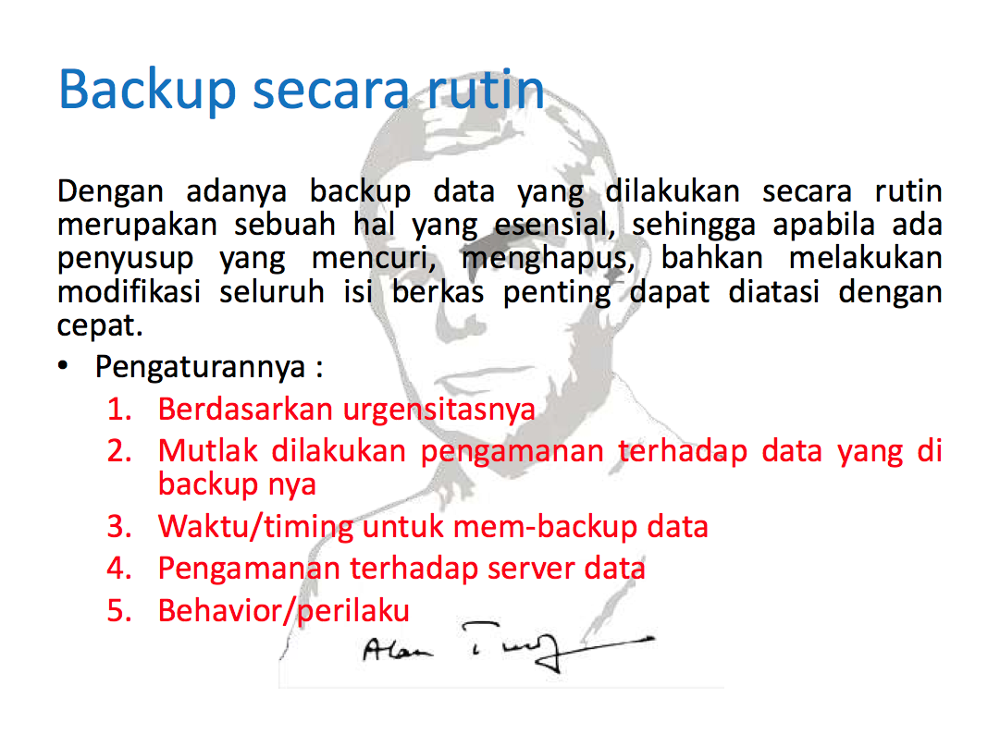 Backup secara rutin
Dengan adanya backup data yang dilakukan secara rutin
merupakan sebuah hal yang esensial, sehingga apabila ada
penyusup yang mencuri, menghapus, bahkan melakukan
modifikasi seluruh isi berkas penting dapat diatasi dengan
cepat.
• Pengaturannya :
1. Berdasarkan urgensitasnya
2. Mutlak dilakukan pengamanan terhadap data yang di
backup nya
3. Waktu/timing untuk mem-backup data
4. Pengamanan terhadap server data
5. Behavior/perilaku
Alan Turing